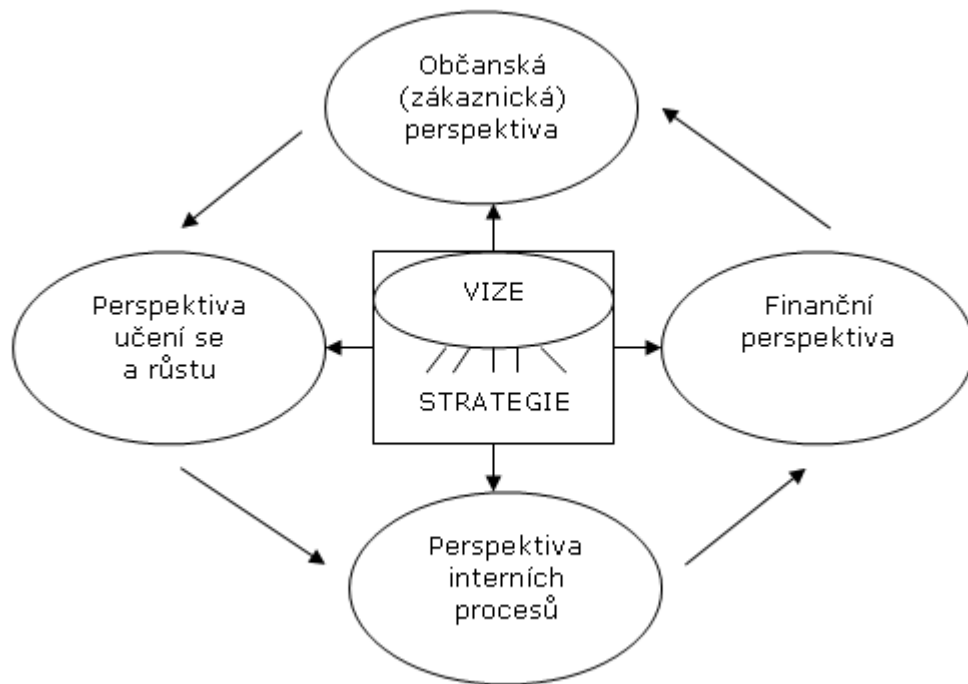 Občanská
(zákaznická)
perspektiva
Perspektiva
učení se
a růstu
VIZE
STRATEGIE
Finanční
perspektiva
Perspektiva
interních
procesů